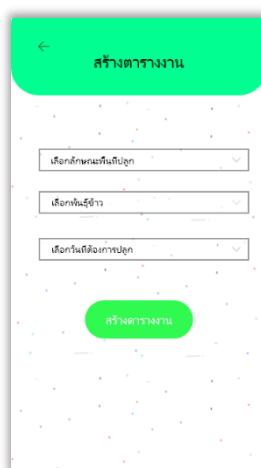 สร้างตารางงาน
เลือกลักษณะพื้นที่ปลูก
เลือกพันธุ์ข้าว
เลือกวันที่ต้องการปลูก
สร้างตารางงาน